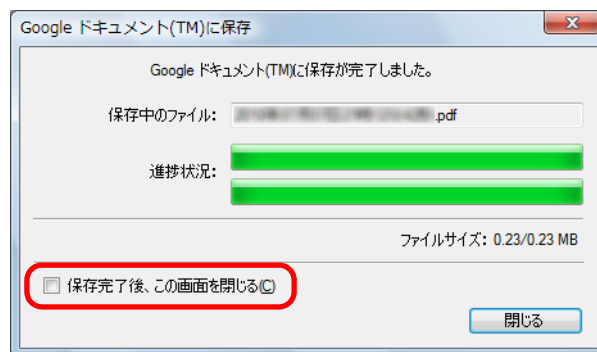 Google ドキュメント(TM)に保存
Google ドキュメント(TM)に保存が完了しました。
保存中のファイル: .pdf
進捗状況:
ファイルサイズ: 0.23/0.23 MB
保存完了後、この画面を閉じる(C)
閉じる